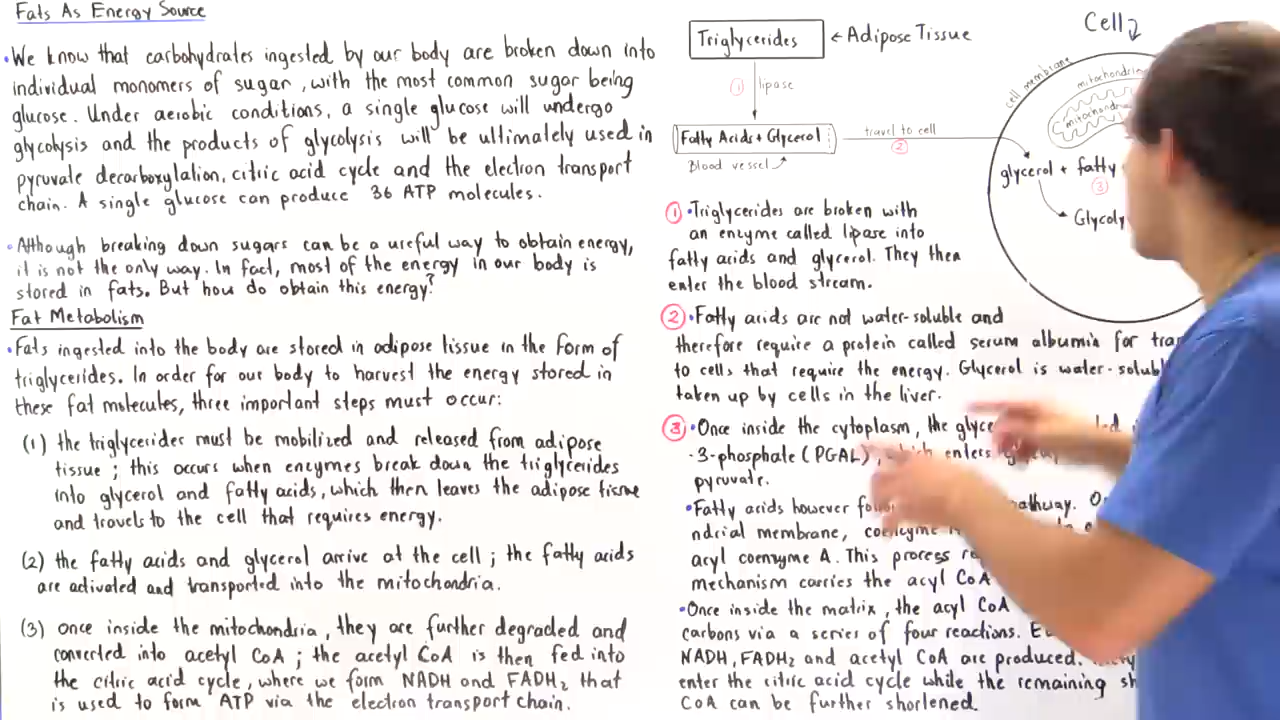 Fats As Energy Source
•We know that carbohydrates ingested by our body are broken down into
individual monomers of sugar, with the most common sugar being
glucose. Under aerobic conditions, a single glucose will undergo
glycolysis and the products of glycolysis will be ultimately used in
pyruvate decarboxylation, citric acid cycle and the electron transport
chain. A single glucose can produce 36 ATP molecules.
•Although breaking down sugars can be a useful way to obtain energy,
it is not the only way. In fact, most of the energy in our body is
stored in fats. But how do obtain this energy?
Fat Metabolism
•Fats ingested into the body are stored in adipose tissue in the form of
triglycerides. In order for our body to harvest the energy stored in
these fat molecules, three important steps must occur:
(1) the triglycerides must be mobilized and released from adipose
tissue; this occurs when enzymes break down the triglycerides
into glycerol and fatty acids, which then leaves the adipose tissue
and travels to the cell that requires energy.
(2) the fatty acids and glycerol arrive at the cell; the fatty acids
are activated and transported into the mitochondria.
(3) once inside the mitochondria, they are further degraded and
converted into acetyl CoA; the acetyl CoA is then fed into
the citric acid cycle, where we form NADH and FADH₂ that
is used to form ATP via the electron transport chain.
Triglycerides ← Adipose Tissue
① lipase
Fatty Acids + Glycerol
Blood vessel
travel to cell
②
Cell
cell membrane
mitochondria
glycerol + fatty
③
① •Triglycerides are broken with
an enzyme called lipase into
fatty acids and glycerol. They then
enter the blood stream.
② •Fatty acids are not water-soluble and
therefore require a protein called serum albumin for
to cells that require the energy. Glycerol is
taken up by cells in the liver.
③ •Once inside the cytoplasm, the
-3-phosphate (PGAL), which enters
pyruvate.
•Fatty acids however
ndrial membrane,
acyl coenzyme A. This process
mechanism carries the acyl CoA
•Once inside the matrix, the acyl CoA
carbons via a series of four reactions.
NADH, FADH₂ and acetyl CoA are produced.
enter the citric acid cycle while the remaining
CoA can be further shortened.